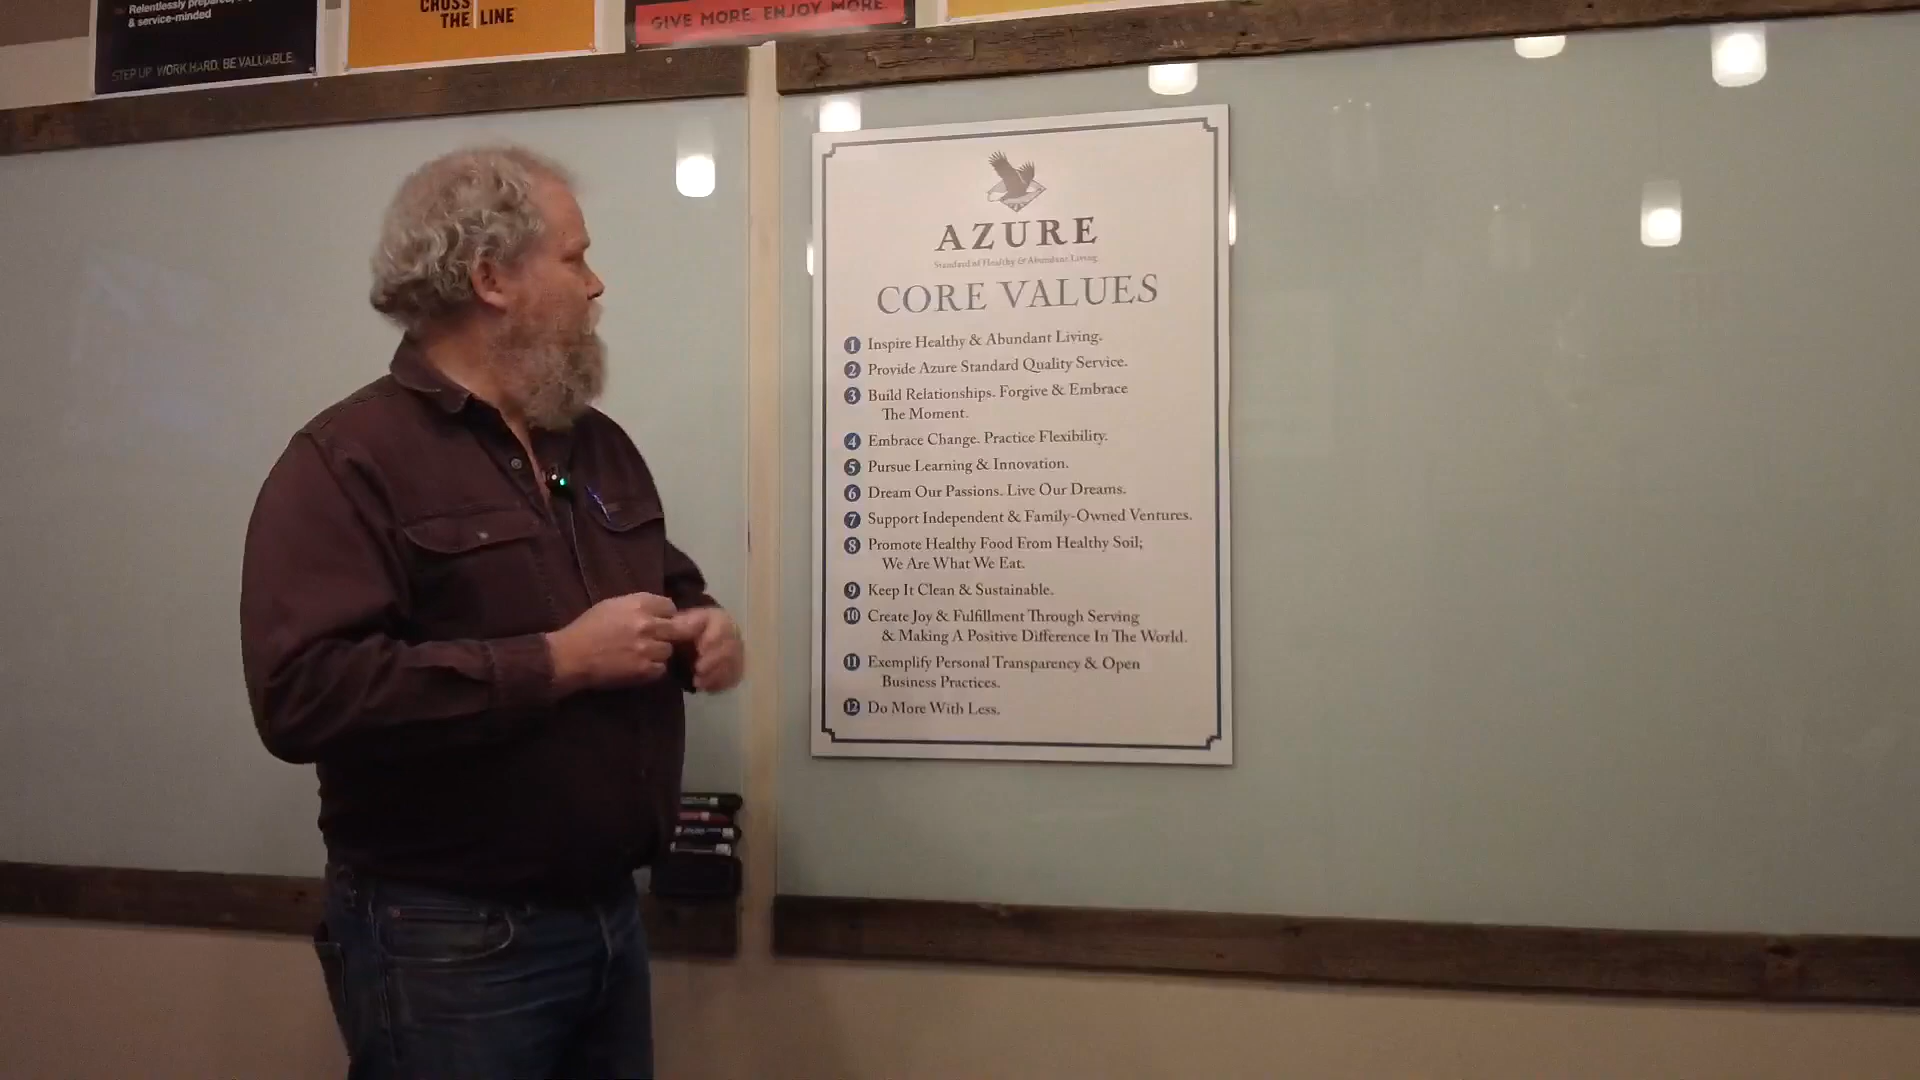 Relentlessly prepared,
& service-minded
STEP UP. WORK HARD. BE VALUABLE.
CROSS
THE LINE
GIVE MORE. ENJOY MORE.
AZURE
Standard of Healthy & Abundant Living
CORE VALUES
1 Inspire Healthy & Abundant Living.
2 Provide Azure Standard Quality Service.
3 Build Relationships. Forgive & Embrace
The Moment.
4 Embrace Change. Practice Flexibility.
5 Pursue Learning & Innovation.
6 Dream Our Passions. Live Our Dreams.
7 Support Independent & Family-Owned Ventures.
8 Promote Healthy Food From Healthy Soil;
We Are What We Eat.
9 Keep It Clean & Sustainable.
10 Create Joy & Fulfillment Through Serving
& Making A Positive Difference In The World.
11 Exemplify Personal Transparency & Open
Business Practices.
12 Do More With Less.